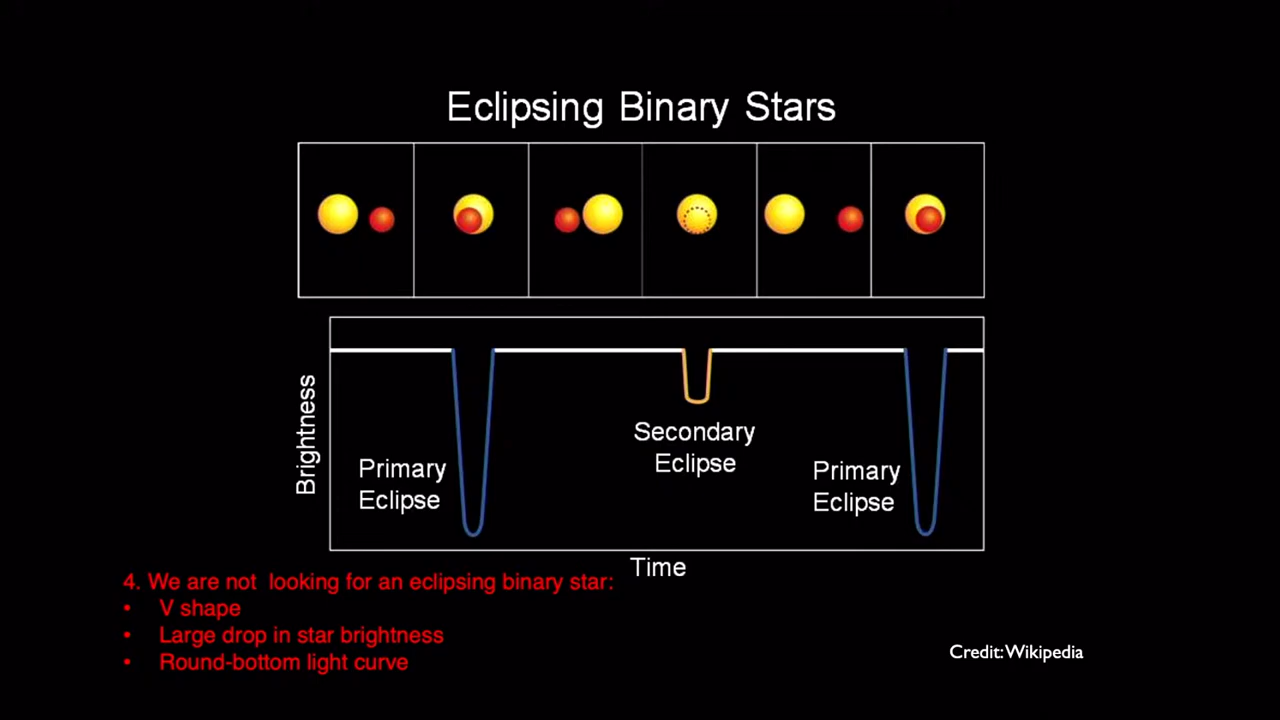 Eclipsing Binary Stars
Brightness
Primary
Eclipse
Secondary
Eclipse
Primary
Eclipse
Time
4. We are not  looking for an eclipsing binary star:
• V shape
• Large drop in star brightness
• Round-bottom light curve
Credit: Wikipedia